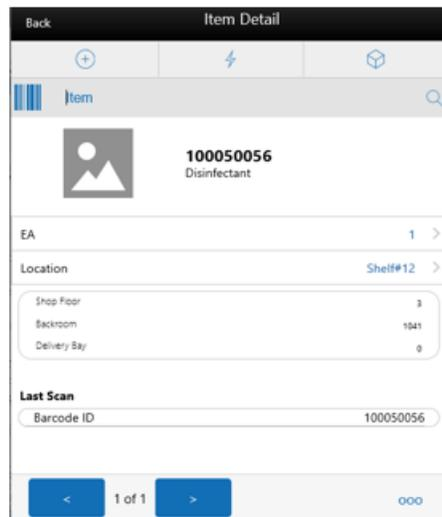 Back Item Detail
Item
100050056
Disinfectant
EA 1 >
Location Shelf#12 >
Shop Floor 3
Backroom 1041
Delivery Bay 0
Last Scan
Barcode ID 100050056
< 1 of 1 > ooo